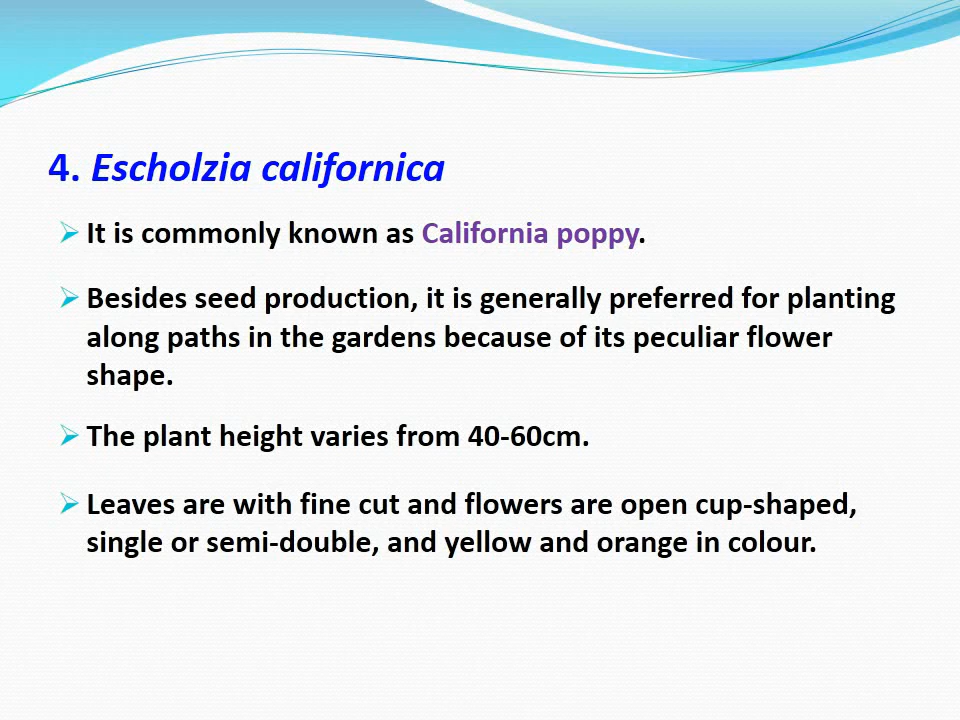 4. Escholzia californica
It is commonly known as California poppy.
Besides seed production, it is generally preferred for planting
along paths in the gardens because of its peculiar flower
shape.
The plant height varies from 40-60cm.
Leaves are with fine cut and flowers are open cup-shaped,
single or semi-double, and yellow and orange in colour.